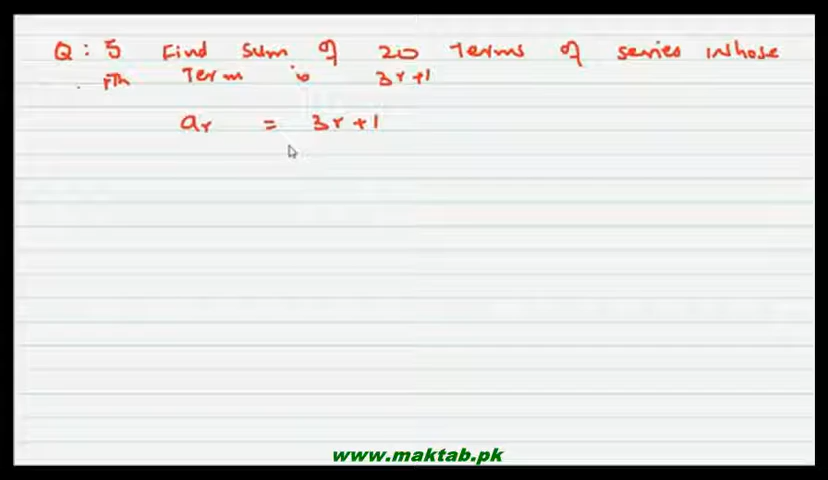 Q: 5 Find Sum of 20 Terms of series whose
rth Term is 3r+1
ar = 3r+1
www.maktab.pk